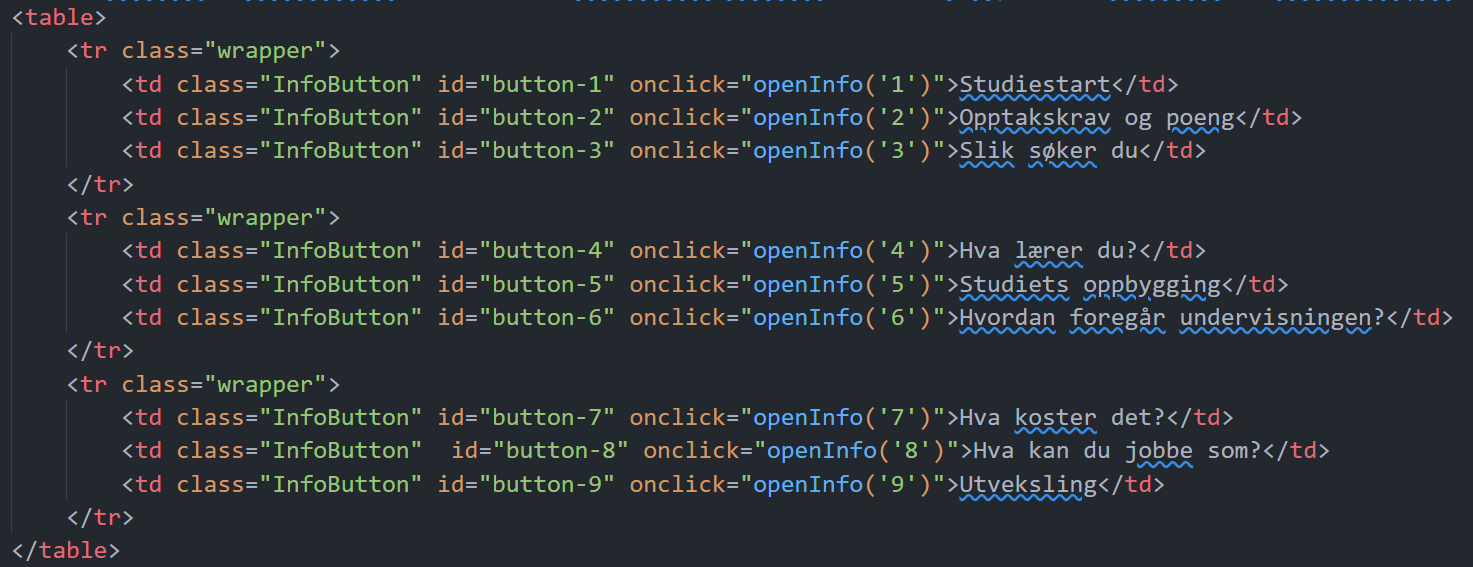 <table>
    <tr class="wrapper">
        <td class="InfoButton" id="button-1" onclick="openInfo('1')">Studiestart</td>
        <td class="InfoButton" id="button-2" onclick="openInfo('2')">Opptakskrav og poeng</td>
        <td class="InfoButton" id="button-3" onclick="openInfo('3')">Slik søker du</td>
    </tr>
    <tr class="wrapper">
        <td class="InfoButton" id="button-4" onclick="openInfo('4')">Hva lærer du?</td>
        <td class="InfoButton" id="button-5" onclick="openInfo('5')">Studiets oppbygging</td>
        <td class="InfoButton" id="button-6" onclick="openInfo('6')">Hvordan foregår undervisningen?</td>
    </tr>
    <tr class="wrapper">
        <td class="InfoButton" id="button-7" onclick="openInfo('7')">Hva koster det?</td>
        <td class="InfoButton"  id="button-8" onclick="openInfo('8')">Hva kan du jobbe som?</td>
        <td class="InfoButton" id="button-9" onclick="openInfo('9')">Utveksling</td>
    </tr>
</table>